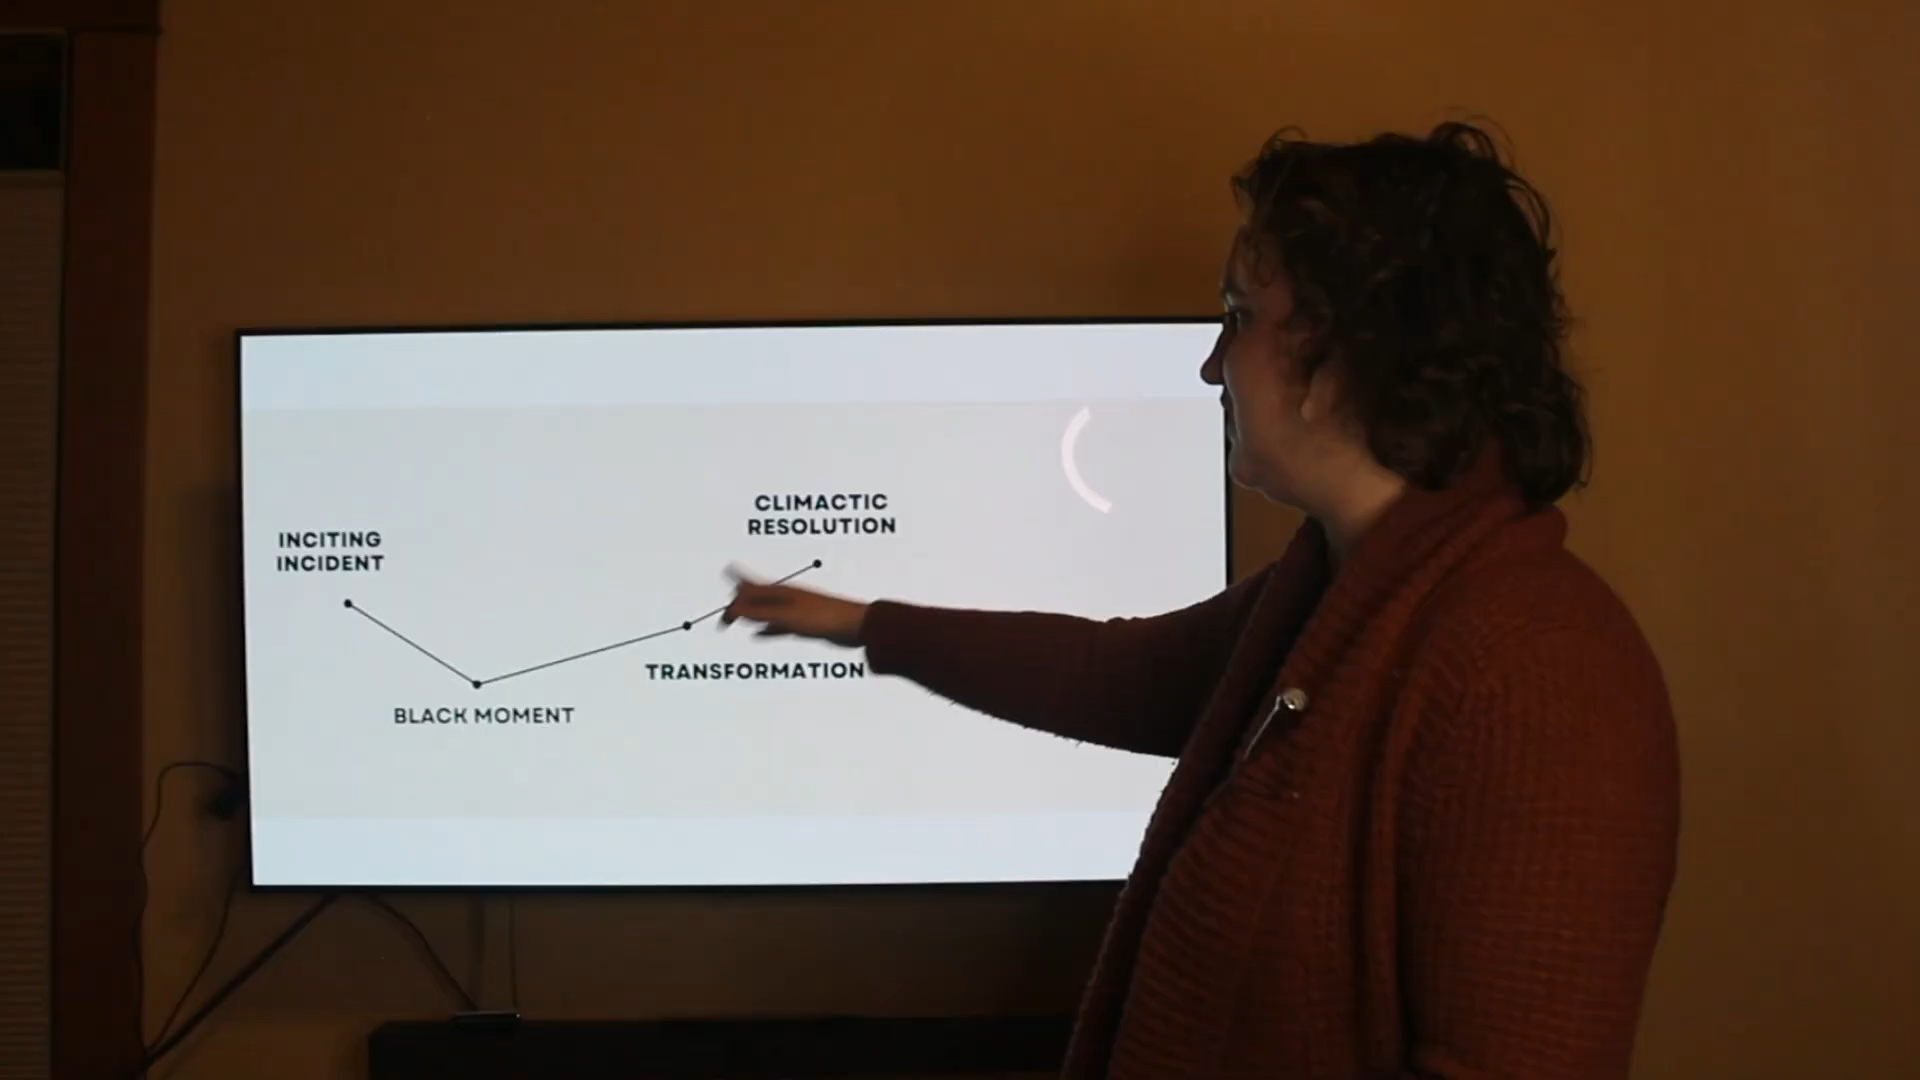 INCITING
INCIDENT
BLACK MOMENT
CLIMACTIC
RESOLUTION
TRANSFORMATION